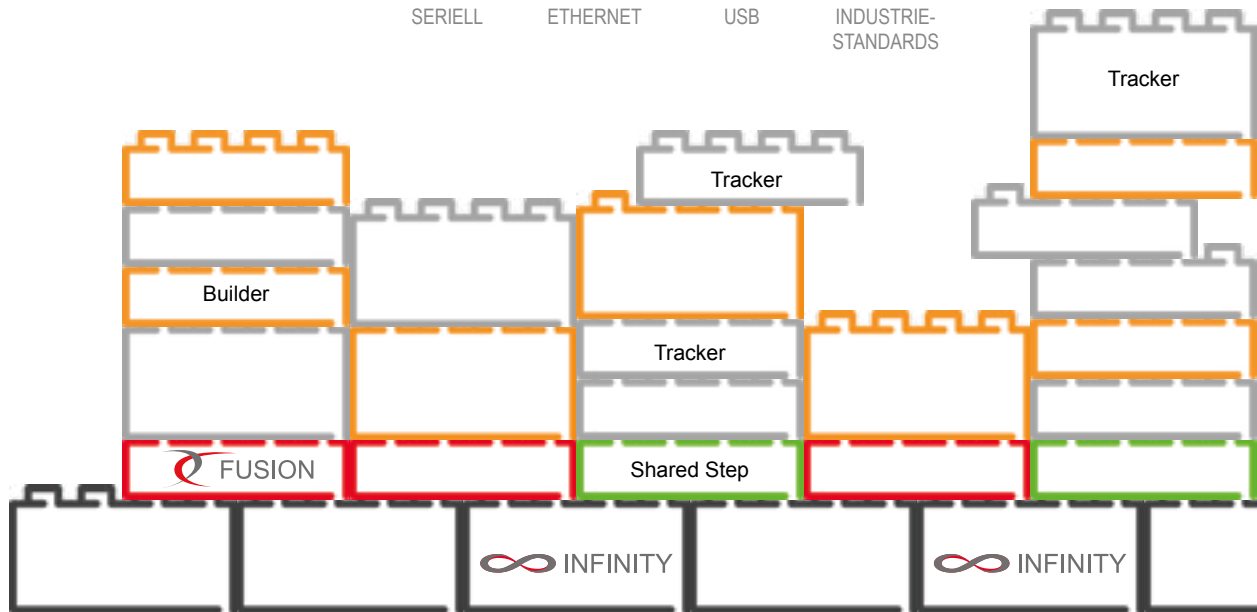 SERIELL
ETHERNET
USB
INDUSTRIE-
STANDARDS
Tracker
Tracker
Builder
Tracker
FUSION
Shared Step
INFINITY
INFINITY